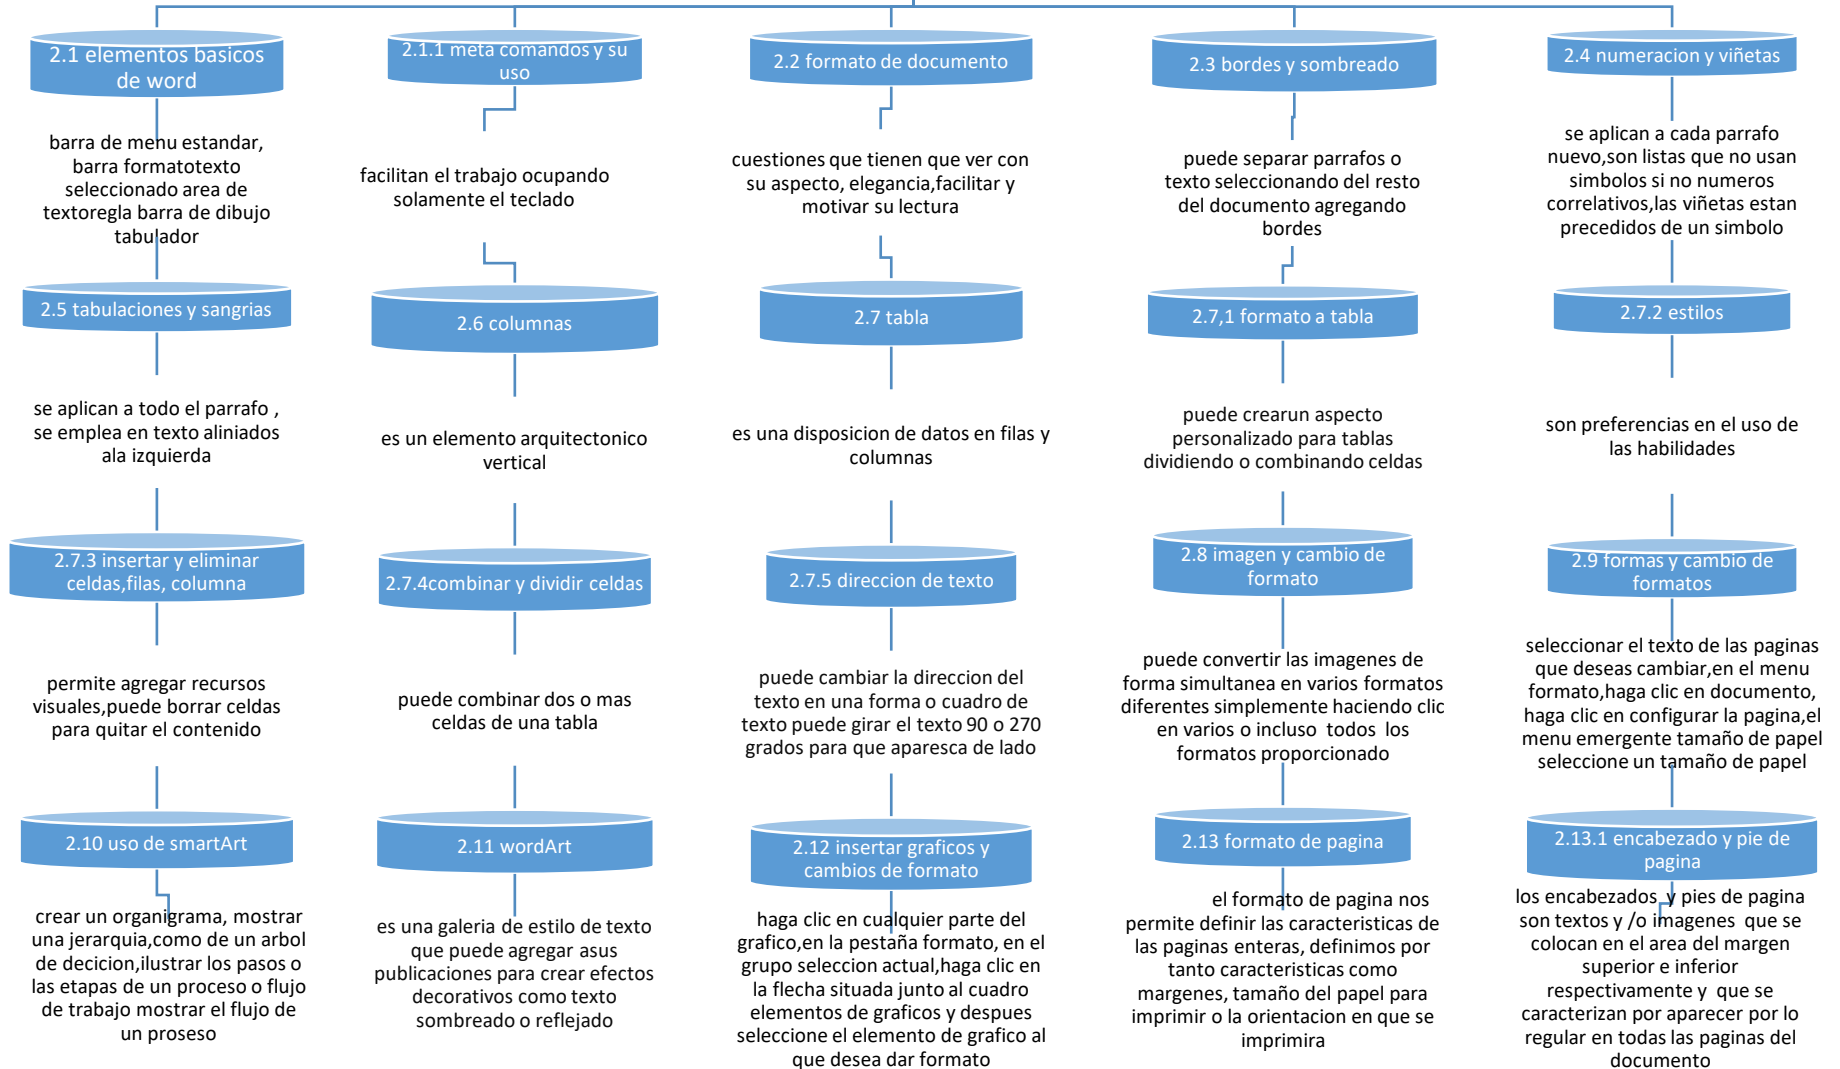 2.1 elementos basicos
de word
2.1.1 meta comandos y su
uso
2.2 formato de documento
2.3 bordes y sombreado
2.4 numeracion y viñetas
barra de menu estandar,
barra formatotexto
seleccionado area de
textoregla barra de dibujo
tabulador
facilitan el trabajo ocupando
solamente el teclado
cuestiones que tienen que ver con
su aspecto, elegancia,facilitar y
motivar su lectura
puede separar parrafos o
texto seleccionando del resto
del documento agregando
bordes
se aplican a cada parrafo
nuevo,son listas que no usan
simbolos si no numeros
correlativos,las viñetas estan
precedidos de un simbolo
2.5 tabulaciones y sangrias
2.6 columnas
2.7 tabla
2.7,1 formato a tabla
2.7.2 estilos
se aplican a todo el parrafo ,
se emplea en texto aliniados
ala izquierda
es un elemento arquitectonico
vertical
es una disposicion de datos en filas y
columnas
puede crearun aspecto
personalizado para tablas
dividiendo o combinando celdas
son preferencias en el uso de
las habilidades
2.7.3 insertar y eliminar
celdas,filas, columna
2.7.4combinar y dividir celdas
2.7.5 direccion de texto
2.8 imagen y cambio de
formato
2.9 formas y cambio de
formatos
permite agregar recursos
visuales,puede borrar celdas
para quitar el contenido
puede combinar dos o mas
celdas de una tabla
puede cambiar la direccion del
texto en una forma o cuadro de
texto puede girar el texto 90 o 270
grados para que aparesca de lado
puede convertir las imagenes de
forma simultanea en varios formatos
diferentes simplemente haciendo clic
en varios o incluso todos los
formatos proporcionado
seleccionar el texto de las paginas
que deseas cambiar,en el menu
formato,haga clic en documento,
haga clic en configurar la pagina,el
menu emergente tamaño de papel
seleccione un tamaño de papel
2.10 uso de smartArt
2.11 wordArt
2.12 insertar graficos y
cambios de formato
2.13 formato de pagina
2.13.1 encabezado y pie de
pagina
crear un organigrama, mostrar
una jerarquia,como de un arbol
de decicion,ilustrar los pasos o
las etapas de un proceso o flujo
de trabajo mostrar el flujo de
un proseso
es una galeria de estilo de texto
que puede agregar asus
publicaciones para crear efectos
decorativos como texto
sombreado o reflejado
haga clic en cualquier parte del
grafico,en la pestaña formato, en el
grupo seleccion actual,haga clic en
la flecha situada junto al cuadro
elementos de graficos y despues
seleccione el elemento de grafico al
que desea dar formato
el formato de pagina nos
permite definir las caracteristicas de
las paginas enteras, definimos por
tanto caracteristicas como
margenes, tamaño del papel para
imprimir o la orientacion en que se
imprimira
los encabezados y pies de pagina
son textos y /o imagenes que se
colocan en el area del margen
superior e inferior
respectivamente y que se
caracterizan por aparecer por lo
regular en todas las paginas del
documento